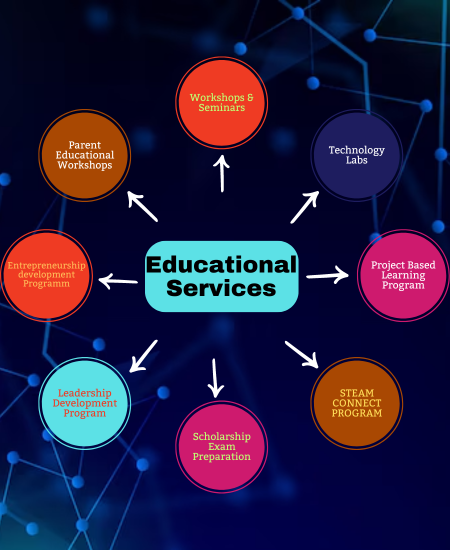 Workshops &
Seminars
Parent
Educational
Workshops
Technology
Labs
Entrepreneurship
development
Programm
Educational
Services
Project Based
Learning
Program
Leadership
Development
Program
STEAM
CONNECT
PROGRAM
Scholarship
Exam
Preparation